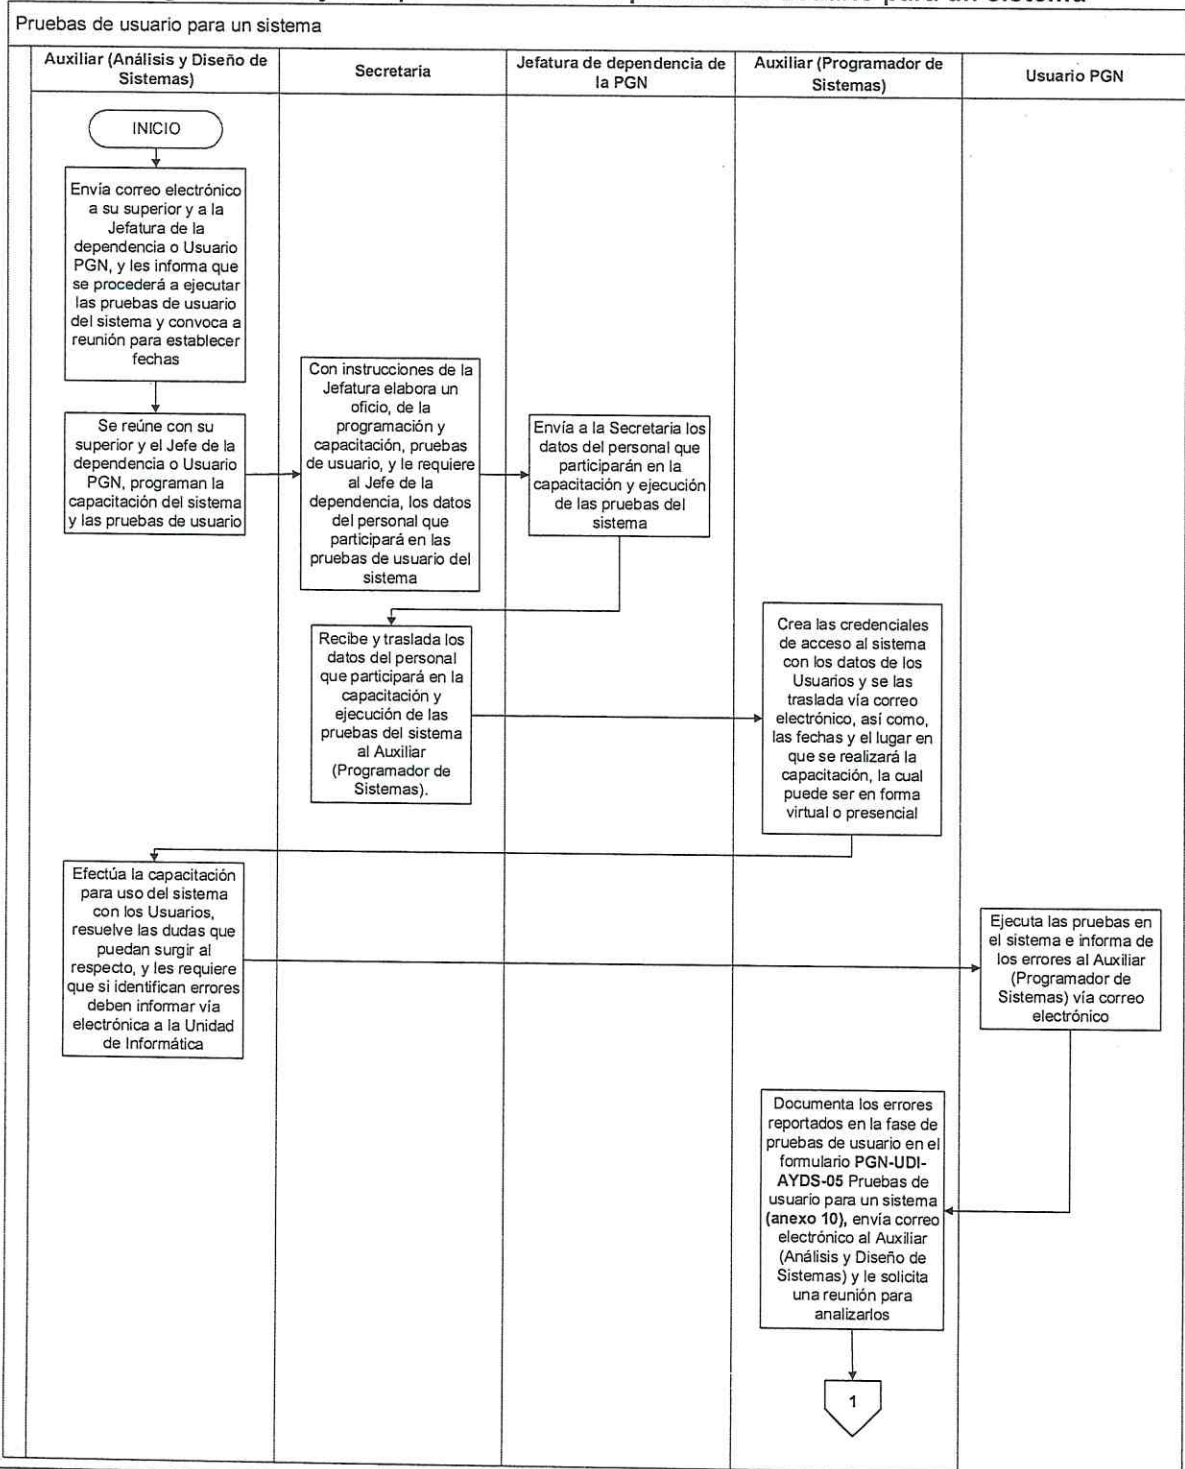 usuario para un sistema
Pruebas de usuario para un sistema
Auxiliar (Análisis y Diseño de
Sistemas)
Secretaria
Jefatura de dependencia de
la PGN
Auxiliar (Programador de
Sistemas)
Usuario PGN
INICIO
Envía correo electrónico
a su superior y a la
Jefatura de la
dependencia o Usuario
PGN, y les informa que
se procederá a ejecutar
las pruebas de usuario
del sistema y convoca a
reunión para establecer
fechas
Se reúne con su
superior y el Jefe de la
dependencia o Usuario
PGN, programan la
capacitación del sistema
y las pruebas de usuario
Con instrucciones de la
Jefatura elabora un
oficio, de la
programación y
capacitación, pruebas
de usuario, y le requiere
al Jefe de la
dependencia, los datos
del personal que
participará en las
pruebas de usuario del
sistema
Envía a la Secretaria los
datos del personal que
participarán en la
capacitación y ejecución
de las pruebas del
sistema
Recibe y traslada los
datos del personal
que participará en la
capacitación y
ejecución de las
pruebas del sistema
al Auxiliar
(Programador de
Sistemas).
Crea las credenciales
de acceso al sistema
con los datos de los
Usuarios y se las
traslada vía correo
electrónico, así como,
las fechas y el lugar en
que se realizará la
capacitación, la cual
puede ser en forma
virtual o presencial
Efectúa la capacitación
para uso del sistema
con los Usuarios,
resuelve las dudas que
puedan surgir al
respecto, y les requiere
que si identifican errores
deben informar vía
electrónica a la Unidad
de Informática
Ejecuta las pruebas en
el sistema e informa de
los errores al Auxiliar
(Programador de
Sistemas) vía correo
electrónico
Documenta los errores
reportados en la fase de
pruebas de usuario en el
formulario PGN-UDI-
AYDS-05 Pruebas de
usuario para un sistema
(anexo 10), envía correo
electrónico al Auxiliar
(Análisis y Diseño de
Sistemas) y le solicita
una reunión para
analizarlos
1